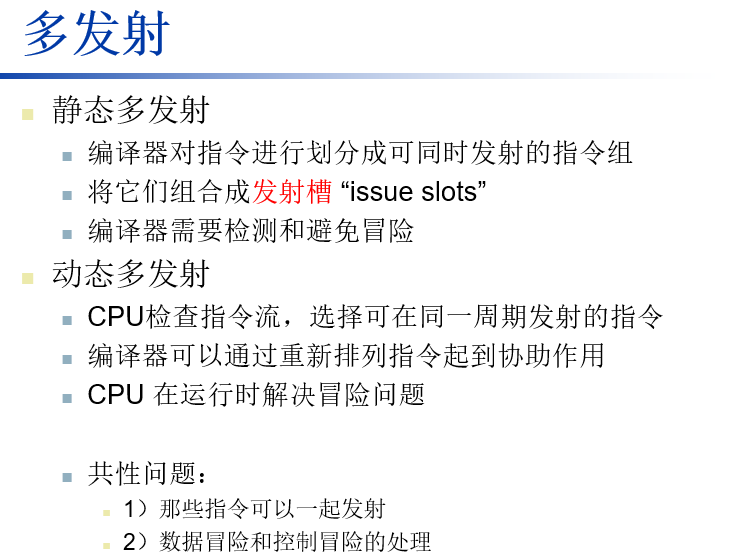 多发射
静态多发射
编译器对指令进行划分成可同时发射的指令组
将它们组合成发射槽 “issue slots”
编译器需要检测和避免冒险
动态多发射
CPU检查指令流，选择可在同一周期发射的指令
编译器可以通过重新排列指令起到协助作用
CPU 在运行时解决冒险问题
共性问题：
1）那些指令可以一起发射
2）数据冒险和控制冒险的处理